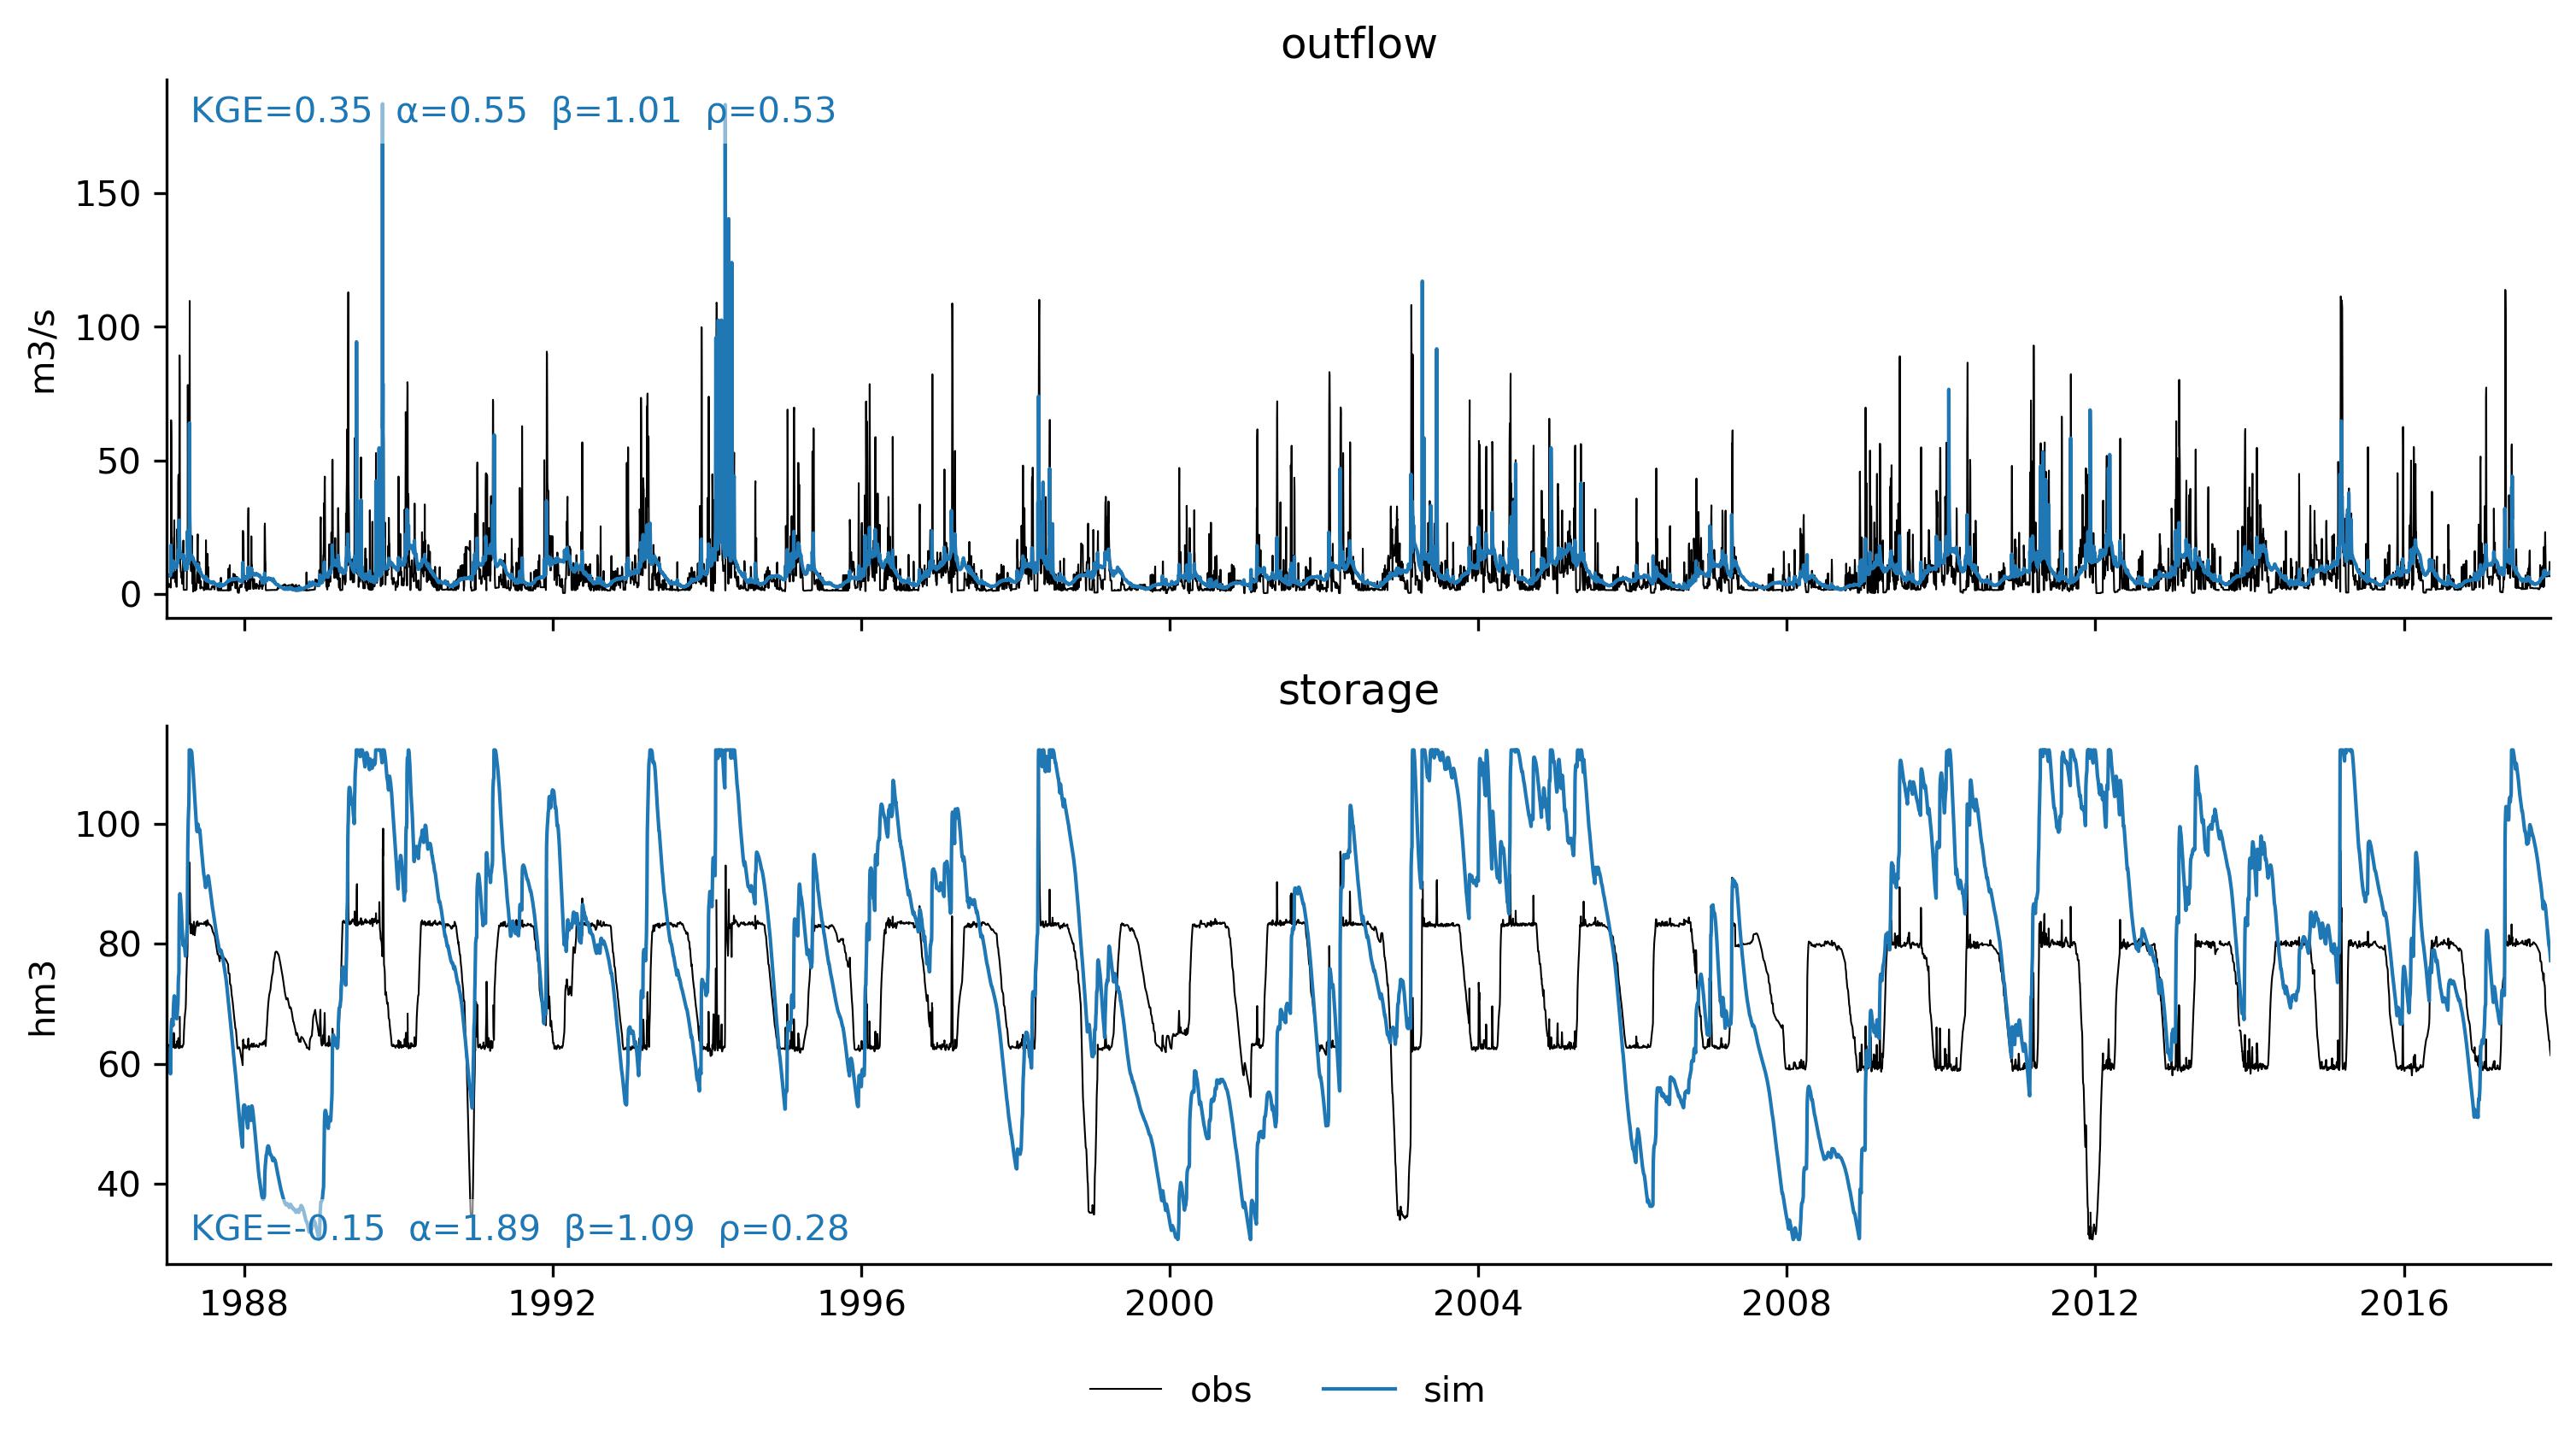 outflow
KGE=0.35  α=0.55  β=1.01  ρ=0.53
m3/s
150
100
50
0
storage
hm3
100
80
60
40
KGE=-0.15  α=1.89  β=1.09  ρ=0.28
1988 1992 1996 2000 2004 2008 2012 2016
obs sim